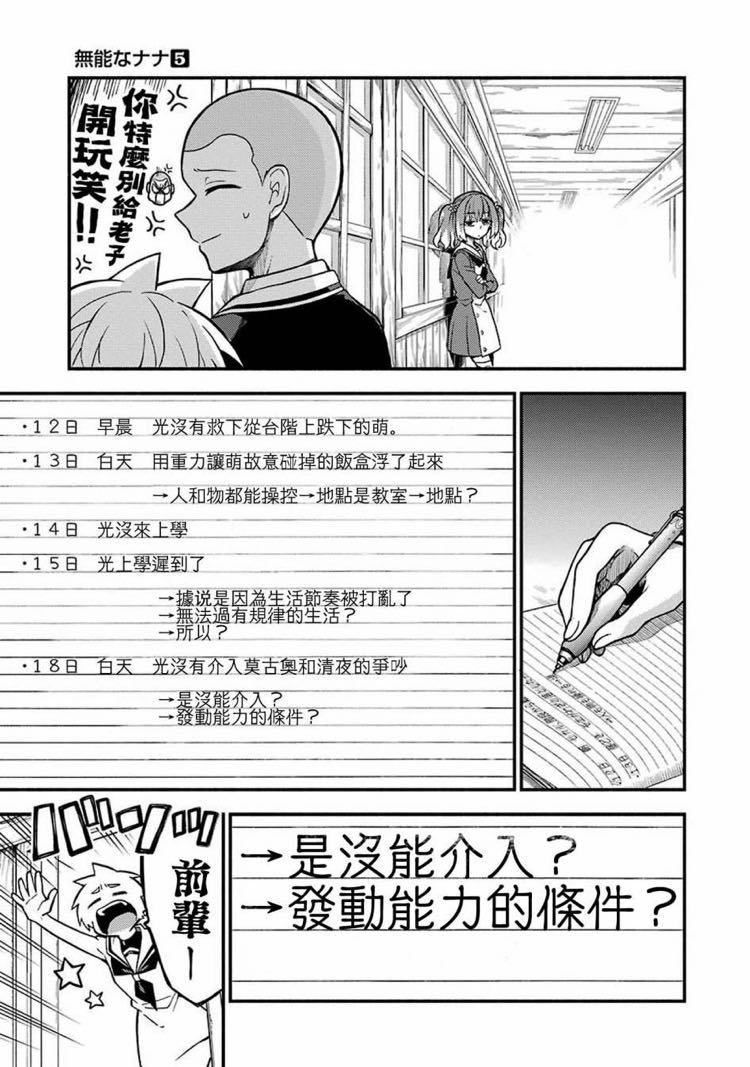 無能なナナ5
你特麼別給老子
開玩笑!!
・12日 早晨 光沒有救下從台階上跌下的萌。
・13日 白天 用重力讓萌故意碰掉的飯盒浮了起來
→人和物都能操控→地點是教室→地點？
・14日 光沒來上學
・15日 光上學遲到了
→據说是因為生活節奏被打亂了
→無法過有規律的生活？
→所以？
・18日 白天 光沒有介入莫古奧和清夜的爭吵
→是沒能介入？
→發動能力的條件？
→是沒能介入？
→發動能力的條件？
バーンッ
前輩ー